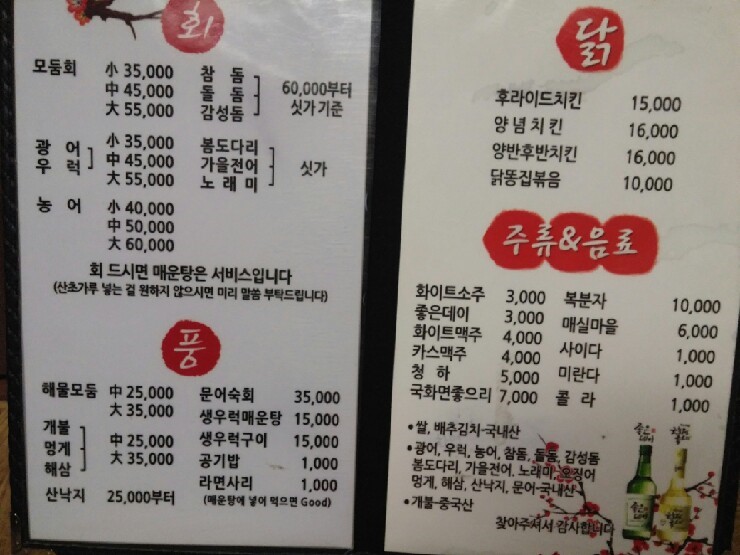 회
모둠회 小 35,000
中 45,000
大 55,000
참 돔
돌 돔
감성돔
60,000부터
싯가 기준
광 어
우 럭
小 35,000
中 45,000
大 55,000
봄도다리
가을전어
노 래 미
싯가
농 어 小 40,000
中 50,000
大 60,000
회 드시면 매운탕은 서비스입니다
(산초가루 넣는 걸 원하지 않으시면 미리 말씀 부탁드립니다)
풍
해물모둠 中 25,000
大 35,000
개불
멍게
해삼
中 25,000
大 35,000
산낙지 25,000부터
문어숙회 35,000
생우럭매운탕 15,000
생우럭구이 15,000
공기밥 1,000
라면사리 1,000
(매운탕에 넣어 먹으면 Good)
닭
후라이드치킨 15,000
양념치킨 16,000
양반후반치킨 16,000
닭똥집볶음 10,000
주류&음료
화이트소주 3,000
좋은데이 3,000
화이트맥주 4,000
카스맥주 4,000
청 하 5,000
국화면좋으리 7,000
복분자 10,000
매실마을 6,000
사이다 1,000
미란다 1,000
콜 라 1,000
•쌀, 배추김치-국내산
•광어, 우럭, 농어, 참돔, 돌돔, 감성돔
봄도다리, 가을전어, 노래미-오징어
멍게, 해삼, 산낙지, 문어-국내산
•개불-중국산
찾아주셔서 감사합니다